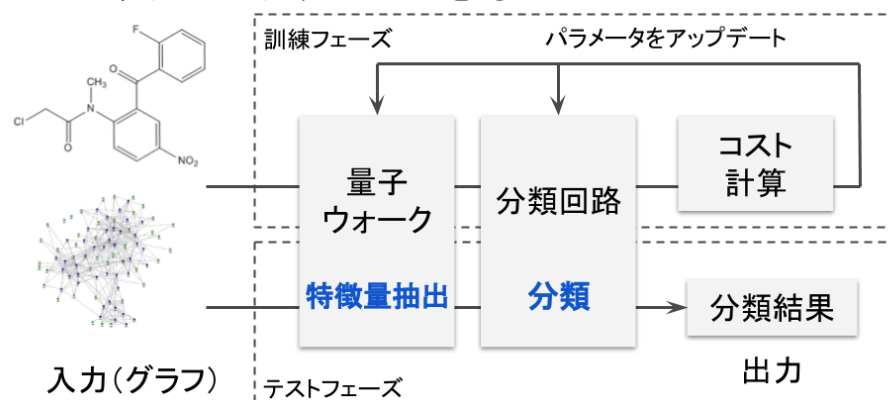 訓練フェーズ
パラメータをアップデート
F
O
CH₃
N
Cl
O
NO₂
量子
ウォーク
分類回路
コスト
計算
特徴量抽出
分類
分類結果
入力(グラフ)
出力
テストフェーズ